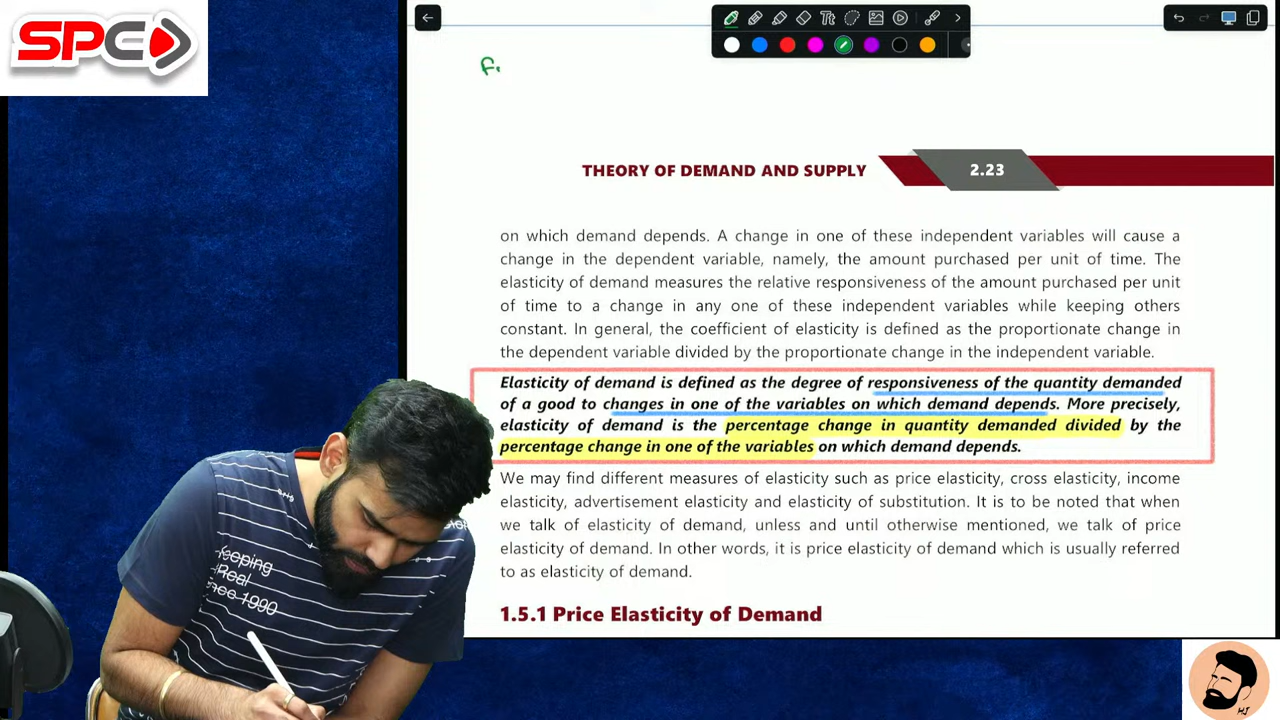 SPC
THEORY OF DEMAND AND SUPPLY
2.23
on which demand depends. A change in one of these independent variables will cause a
change in the dependent variable, namely, the amount purchased per unit of time. The
elasticity of demand measures the relative responsiveness of the amount purchased per unit
of time to a change in any one of these independent variables while keeping others
constant. In general, the coefficient of elasticity is defined as the proportionate change in
the dependent variable divided by the proportionate change in the independent variable.
Elasticity of demand is defined as the degree of responsiveness of the quantity demanded
of a good to changes in one of the variables on which demand depends. More precisely,
elasticity of demand is the percentage change in quantity demanded divided by the
percentage change in one of the variables on which demand depends.
We may find different measures of elasticity such as price elasticity, cross elasticity, income
elasticity, advertisement elasticity and elasticity of substitution. It is to be noted that when
we talk of elasticity of demand, unless and until otherwise mentioned, we talk of price
elasticity of demand. In other words, it is price elasticity of demand which is usually referred
to as elasticity of demand.
1.5.1 Price Elasticity of Demand
Keeping
Real
Since 1990
HJ